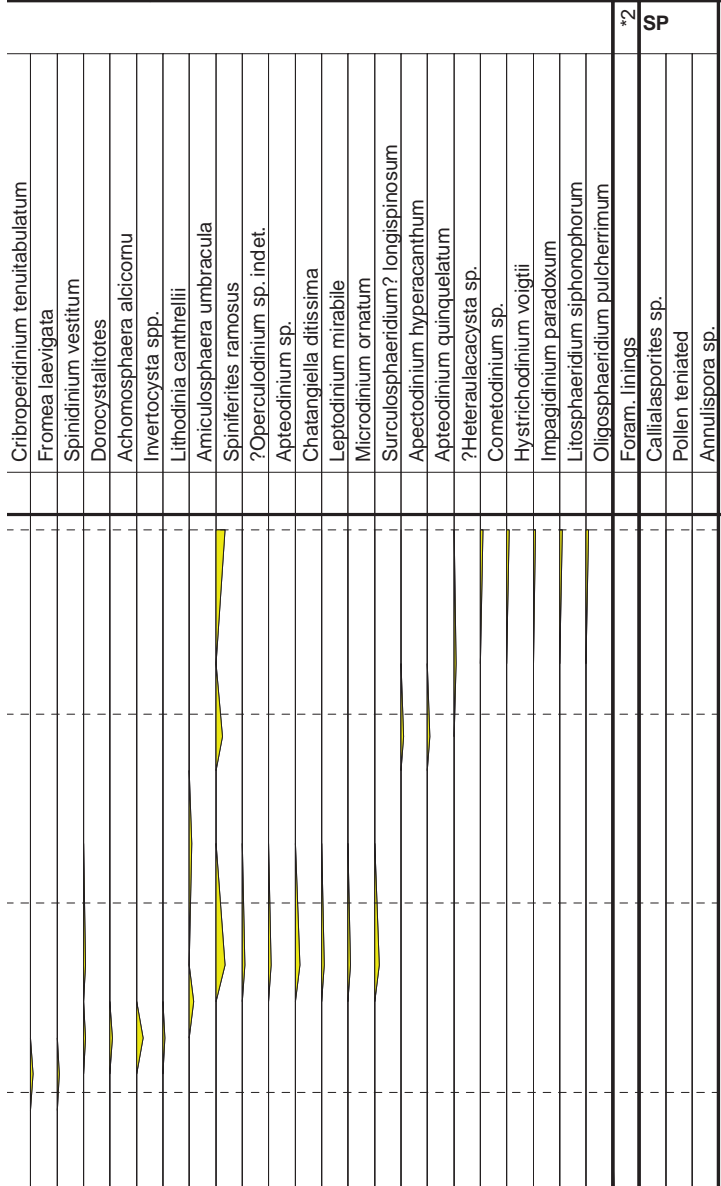 *2
SP
Cribroperidinium tenuitabulatum
Fromea laevigata
Spinidinium vestitum
Dorocystalitotes
Achomosphaera alcicornu
Invertocysta spp.
Lithodinia canthrellii
Amiculosphaera umbracula
Spiniferites ramosus
?Operculodinium sp. indet.
Apteodinium sp.
Chatangiella ditissima
Leptodinium mirabile
Microdinium ornatum
Surculosphaeridium? longispinosum
Apectodinium hyperacanthum
Apteodinium quinquelatum
?Heteraulacacysta sp.
Cometodinium sp.
Hystrichodinium voigtii
Impagidinium paradoxum
Litosphaeridium siphonophorum
Oligosphaeridium pulcherrimum
Foram. linings
Callialasporites sp.
Pollen teniated
Annulispora sp.